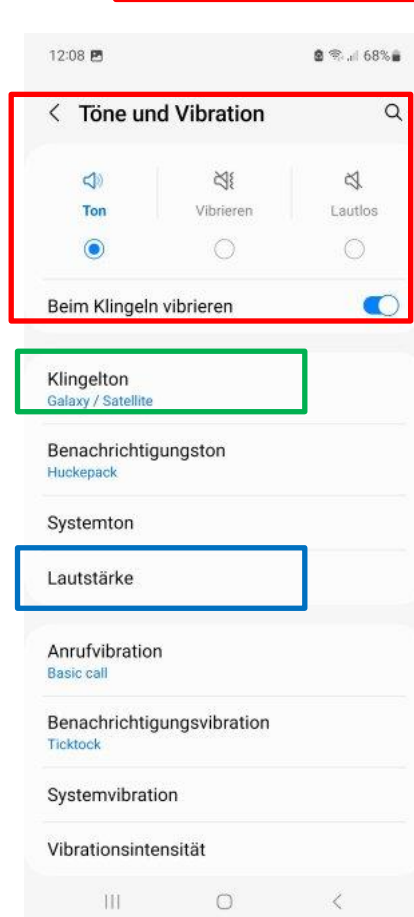 12:08 68%
Töne und Vibration
Ton Vibrieren Lautlos
Beim Klingeln vibrieren
Klingelton
Galaxy / Satellite
Benachrichtigungston
Huckepack
Systemton
Lautstärke
Anrufvibration
Basic call
Benachrichtigungsvibration
Ticktock
Systemvibration
Vibrationsintensität